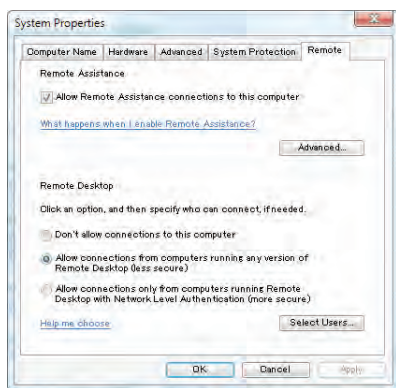 System Properties
Computer Name Hardware Advanced System Protection Remote
Remote Assistance
Allow Remote Assistance connections to this computer
What happens when I enable Remote Assistance?
Advanced...
Remote Desktop
Click an option, and then specify who can connect, if needed.
Don't allow connections to this computer
Allow connections from computers running any version of
Remote Desktop (less secure)
Allow connections only from computers running Remote
Desktop with Network Level Authentication (more secure)
Help me choose
Select Users...
OK Cancel Apply